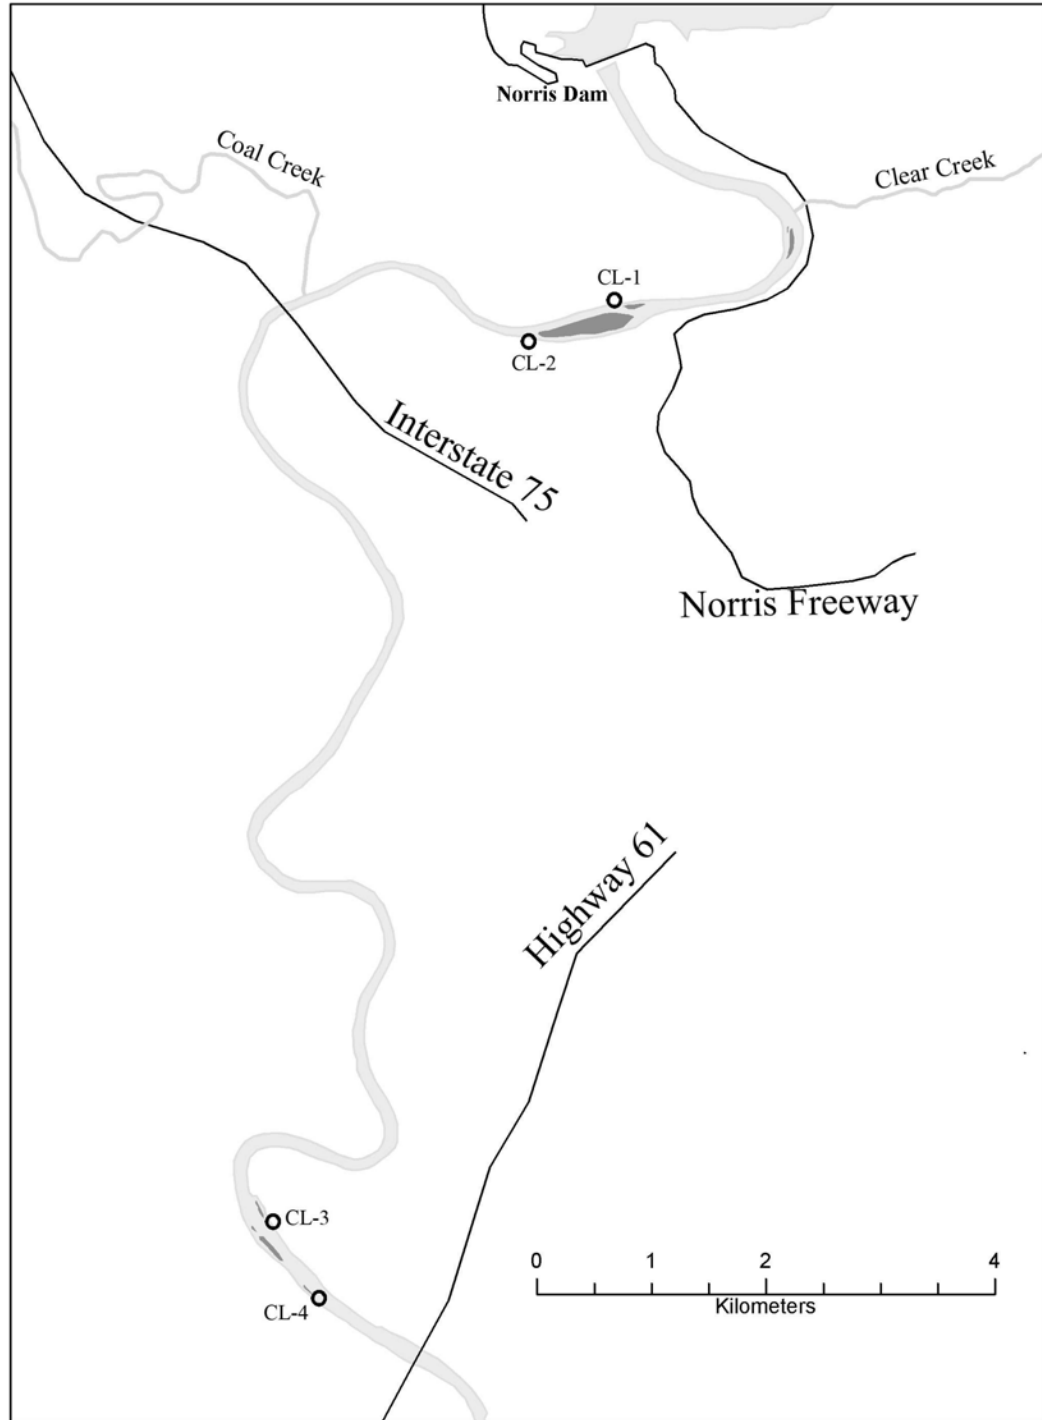 Norris Dam
Coal Creek
Clear Creek
CL-1
CL-2
Interstate 75
Norris Freeway
Highway 61
CL-3
CL-4
0 1 2 4
Kilometers